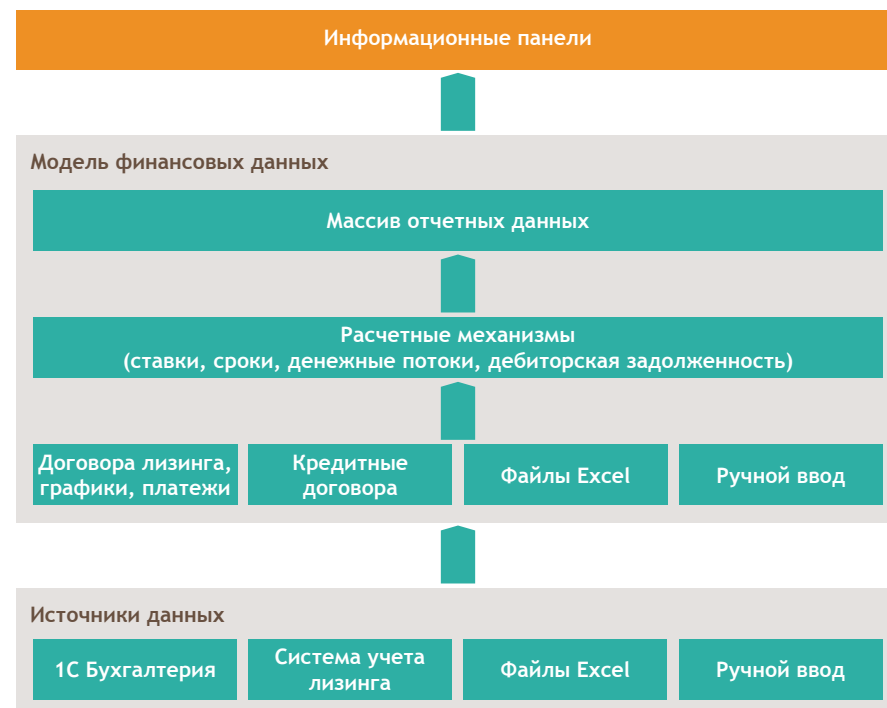 Информационные панели
Модель финансовых данных
Массив отчетных данных
Расчетные механизмы
(ставки, сроки, денежные потоки, дебиторская задолженность)
Договора лизинга,
графики, платежи
Кредитные
договора
Файлы Excel
Ручной ввод
Источники данных
1С Бухгалтерия
Система учета
лизинга
Файлы Excel
Ручной ввод